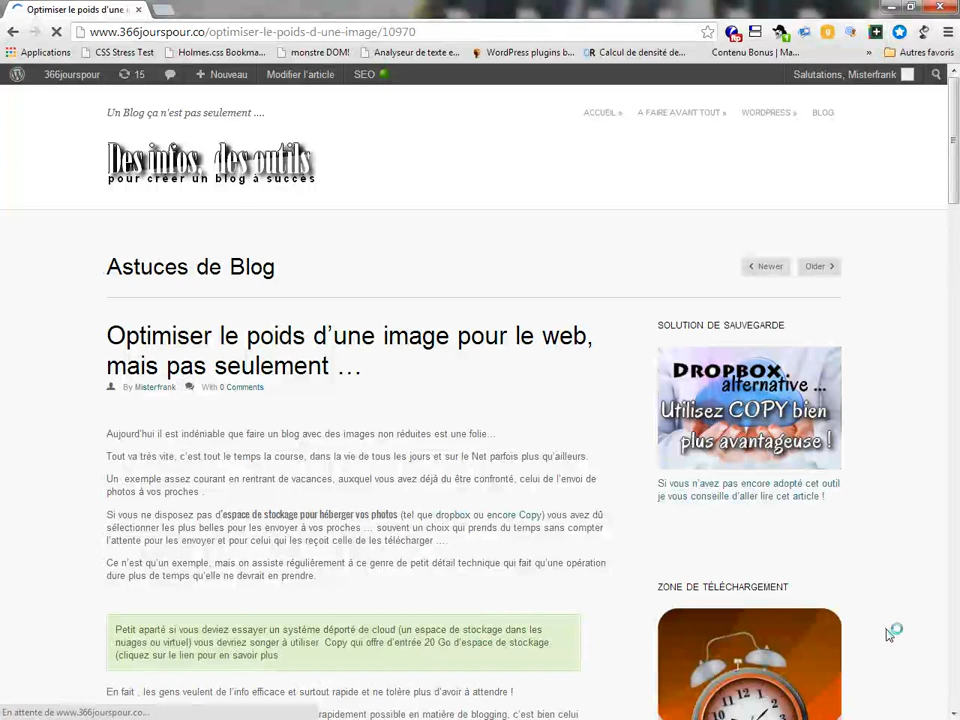 Optimiser le poids d'une i
www.366jourspour.co/optimiser-le-poids-d-une-image/10970
Applications
CSS Stress Test
Holmes.css Bookma...
monstre DOM!
Analyseur de texte e...
WordPress plugins b...
Calcul de densité de...
Contenu Bonus | Ma...
»
Autres favoris
366jourspour
15
+ Nouveau
Modifier l'article
SEO
Salutations, Misterfrank
Un Blog ça n'est pas seulement ....
ACCUEIL »
A FAIRE AVANT TOUT »
WORDPRESS »
BLOG
Des infos, des outils
pour créer un blog à succès
Astuces de Blog
Newer
Older
Optimiser le poids d'une image pour le web,
mais pas seulement …
By Misterfrank With 0 Comments
Aujourd'hui il est indéniable que faire un blog avec des images non réduites est une folie…
Tout va très vite, c'est tout le temps la course, dans la vie de tous les jours et sur le Net parfois plus qu'ailleurs.
Un exemple assez courant en rentrant de vacances, auxquel vous avez déjà du être confronté, celui de l'envoi de
photos à vos proches .
Si vous ne disposez pas d'espace de stockage pour héberger vos photos (tel que dropbox ou encore Copy) vous avez dû
sélectionner les plus belles pour les envoyer à vos proches … souvent un choix qui prends du temps sans compter
l'attente pour les envoyer et pour celui qui les reçoit celle de les télécharger ….
Ce n'est qu'un exemple, mais on assiste régulièrement à ce genre de petit détail technique qui fait qu'une opération
dure plus de temps qu'elle ne devrait en prendre.
Petit aparté si vous deviez essayer un système déporté de cloud (un espace de stockage dans les
nuages ou virtuel) vous devriez songer à utiliser Copy qui offre d'entrée 20 Go d'espace de stockage
(cliquez sur le lien pour en savoir plus
En fait , les gens veulent de l'info efficace et surtout rapide et ne tolère plus d'avoir à attendre !
rapidement possible en matière de blogging, c'est bien celui
SOLUTION DE SAUVEGARDE
DROPBOX .
alternative ...
Utilisez COPY bien
plus avantageuse !
Si vous n'avez pas encore adopté cet outil
je vous conseille d'aller lire cet article !
ZONE DE TÉLÉCHARGEMENT
11 12 1
10 2
En attente de www.366jourspour.co...